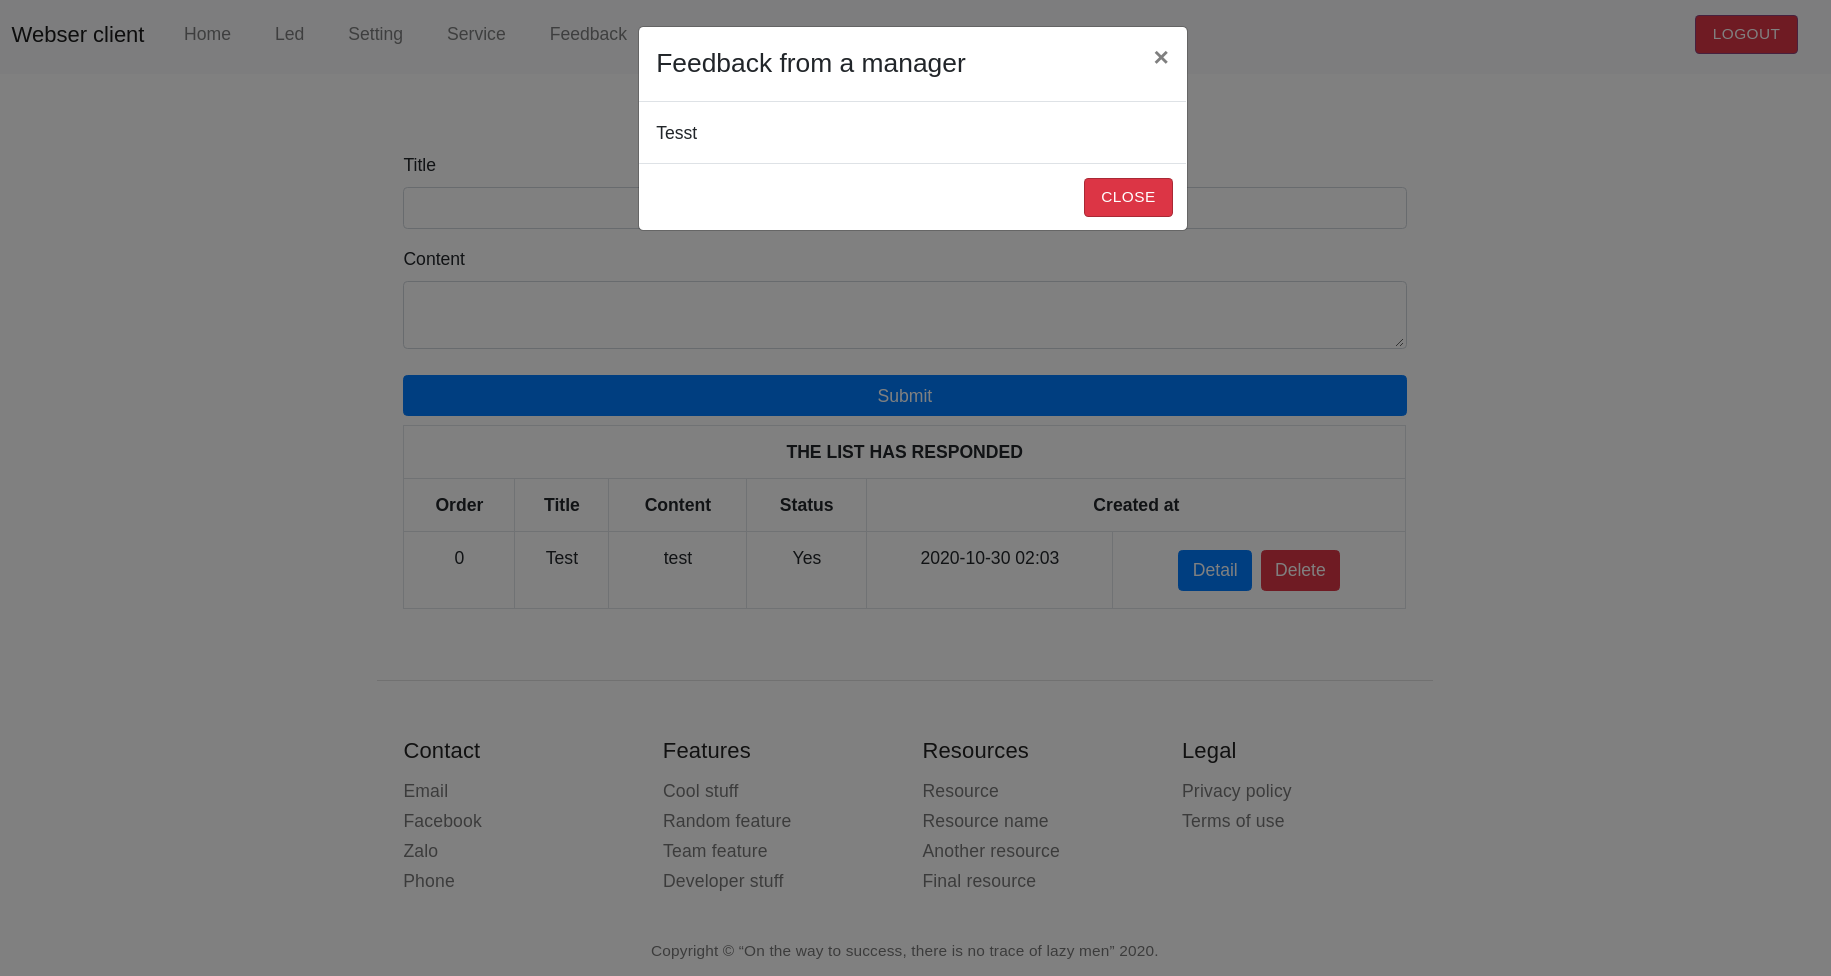 Webser client Home Led Setting Service Feedback LOGOUT
Feedback from a manager ×
Tesst
CLOSE
Title
Content
Submit
THE LIST HAS RESPONDED
Order Title Content Status Created at
0 Test test Yes 2020-10-30 02:03 Detail Delete
Contact Features Resources Legal
Email Cool stuff Resource Privacy policy
Facebook Random feature Resource name Terms of use
Zalo Team feature Another resource
Phone Developer stuff Final resource
Copyright © “On the way to success, there is no trace of lazy men” 2020.